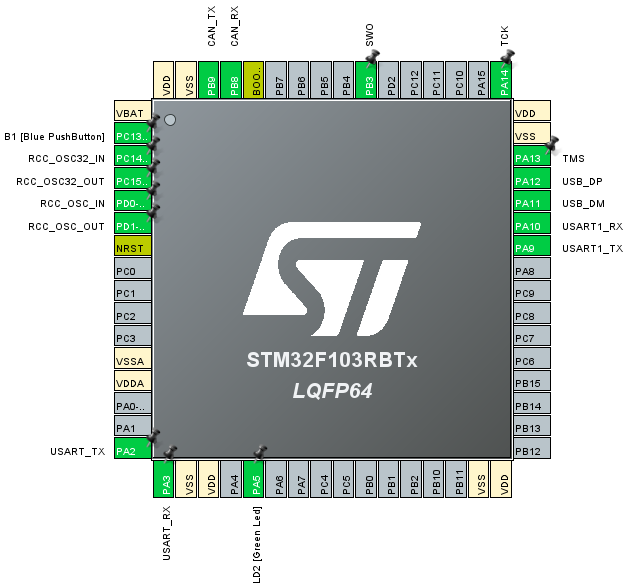 CAN_TX
CAN_RX
SWO
TCK
VDD
VSS
PB9
PB8
BOO..
PB7
PB6
PB5
PB4
PB3
PD2
PC12
PC11
PC10
PA15
PA14
VBAT
B1 [Blue PushButton]
PC13..
RCC_OSC32_IN
PC14..
RCC_OSC32_OUT
PC15..
RCC_OSC_IN
PD0-..
RCC_OSC_OUT
PD1-..
NRST
PC0
PC1
PC2
PC3
VSSA
VDDA
PA0-..
PA1
USART_TX
PA2
VDD
VSS
PA13
TMS
PA12
USB_DP
PA11
USB_DM
PA10
USART1_RX
PA9
USART1_TX
PA8
PC9
PC8
PC7
PC6
PB15
PB14
PB13
PB12
ST
STM32F103RBTx
LQFP64
PA3
VSS
VDD
PA4
PA5
PA6
PA7
PC4
PC5
PB0
PB1
PB2
PB10
PB11
VSS
VDD
USART_RX
LD2 [Green Led]